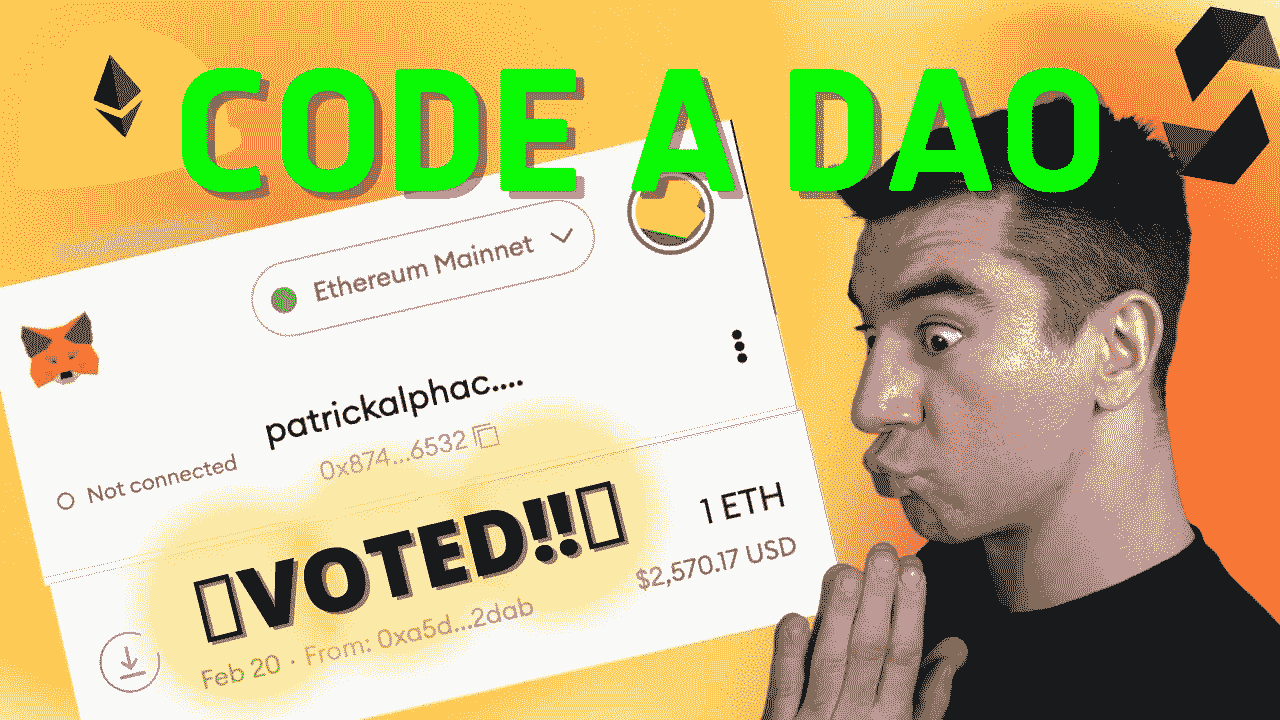 CODE A DAO
Ethereum Mainnet
patrickalphac....
Not connected
0x874...6532
▯VOTED!!▯
1 ETH
$2,570.17 USD
Feb 20 · From: 0xa5d...2dab